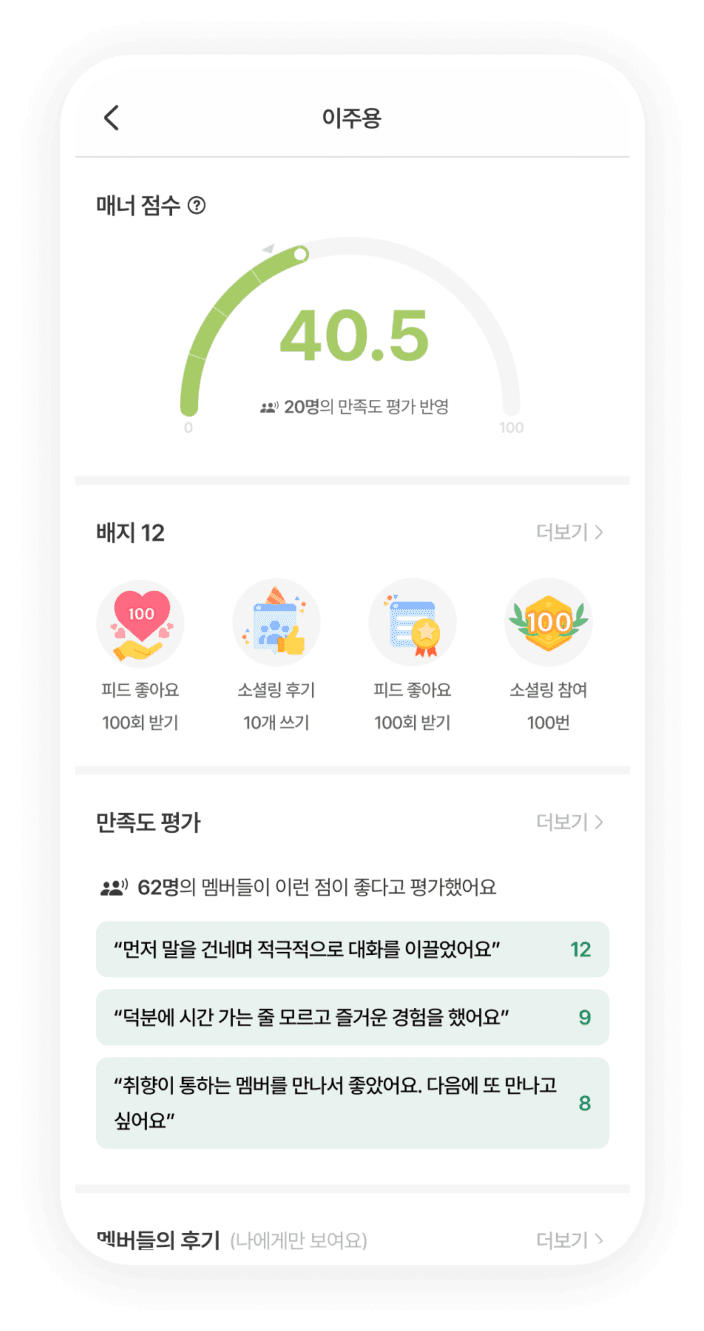 이주용
매너 점수 ?
40.5
20명의 만족도 평가 반영
0
100
배지 12
더보기 >
100
100
피드 좋아요
100회 받기
소셜링 후기
10개 쓰기
피드 좋아요
100회 받기
소셜링 참여
100번
만족도 평가
더보기 >
62명의 멤버들이 이런 점이 좋다고 평가했어요
“먼저 말을 건네며 적극적으로 대화를 이끌었어요” 12
“덕분에 시간 가는 줄 모르고 즐거운 경험을 했어요” 9
“취향이 통하는 멤버를 만나서 좋았어요. 다음에 또 만나고
싶어요” 8
멤버들의 후기 (나에게만 보여요)
더보기 >